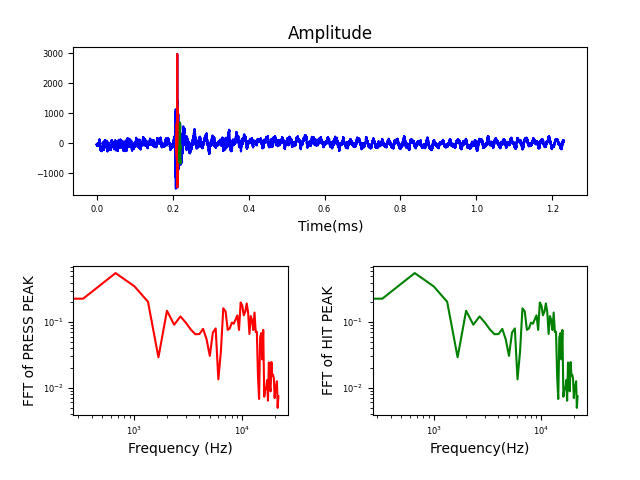 Amplitude
3000
2000
1000
0
−1000
0.0 0.2 0.4 0.6 0.8 1.0 1.2
Time(ms)
FFT of PRESS PEAK
10⁻¹
10⁻²
10³ 10⁴
Frequency (Hz)
FFT of HIT PEAK
10⁻¹
10⁻²
10³ 10⁴
Frequency(Hz)